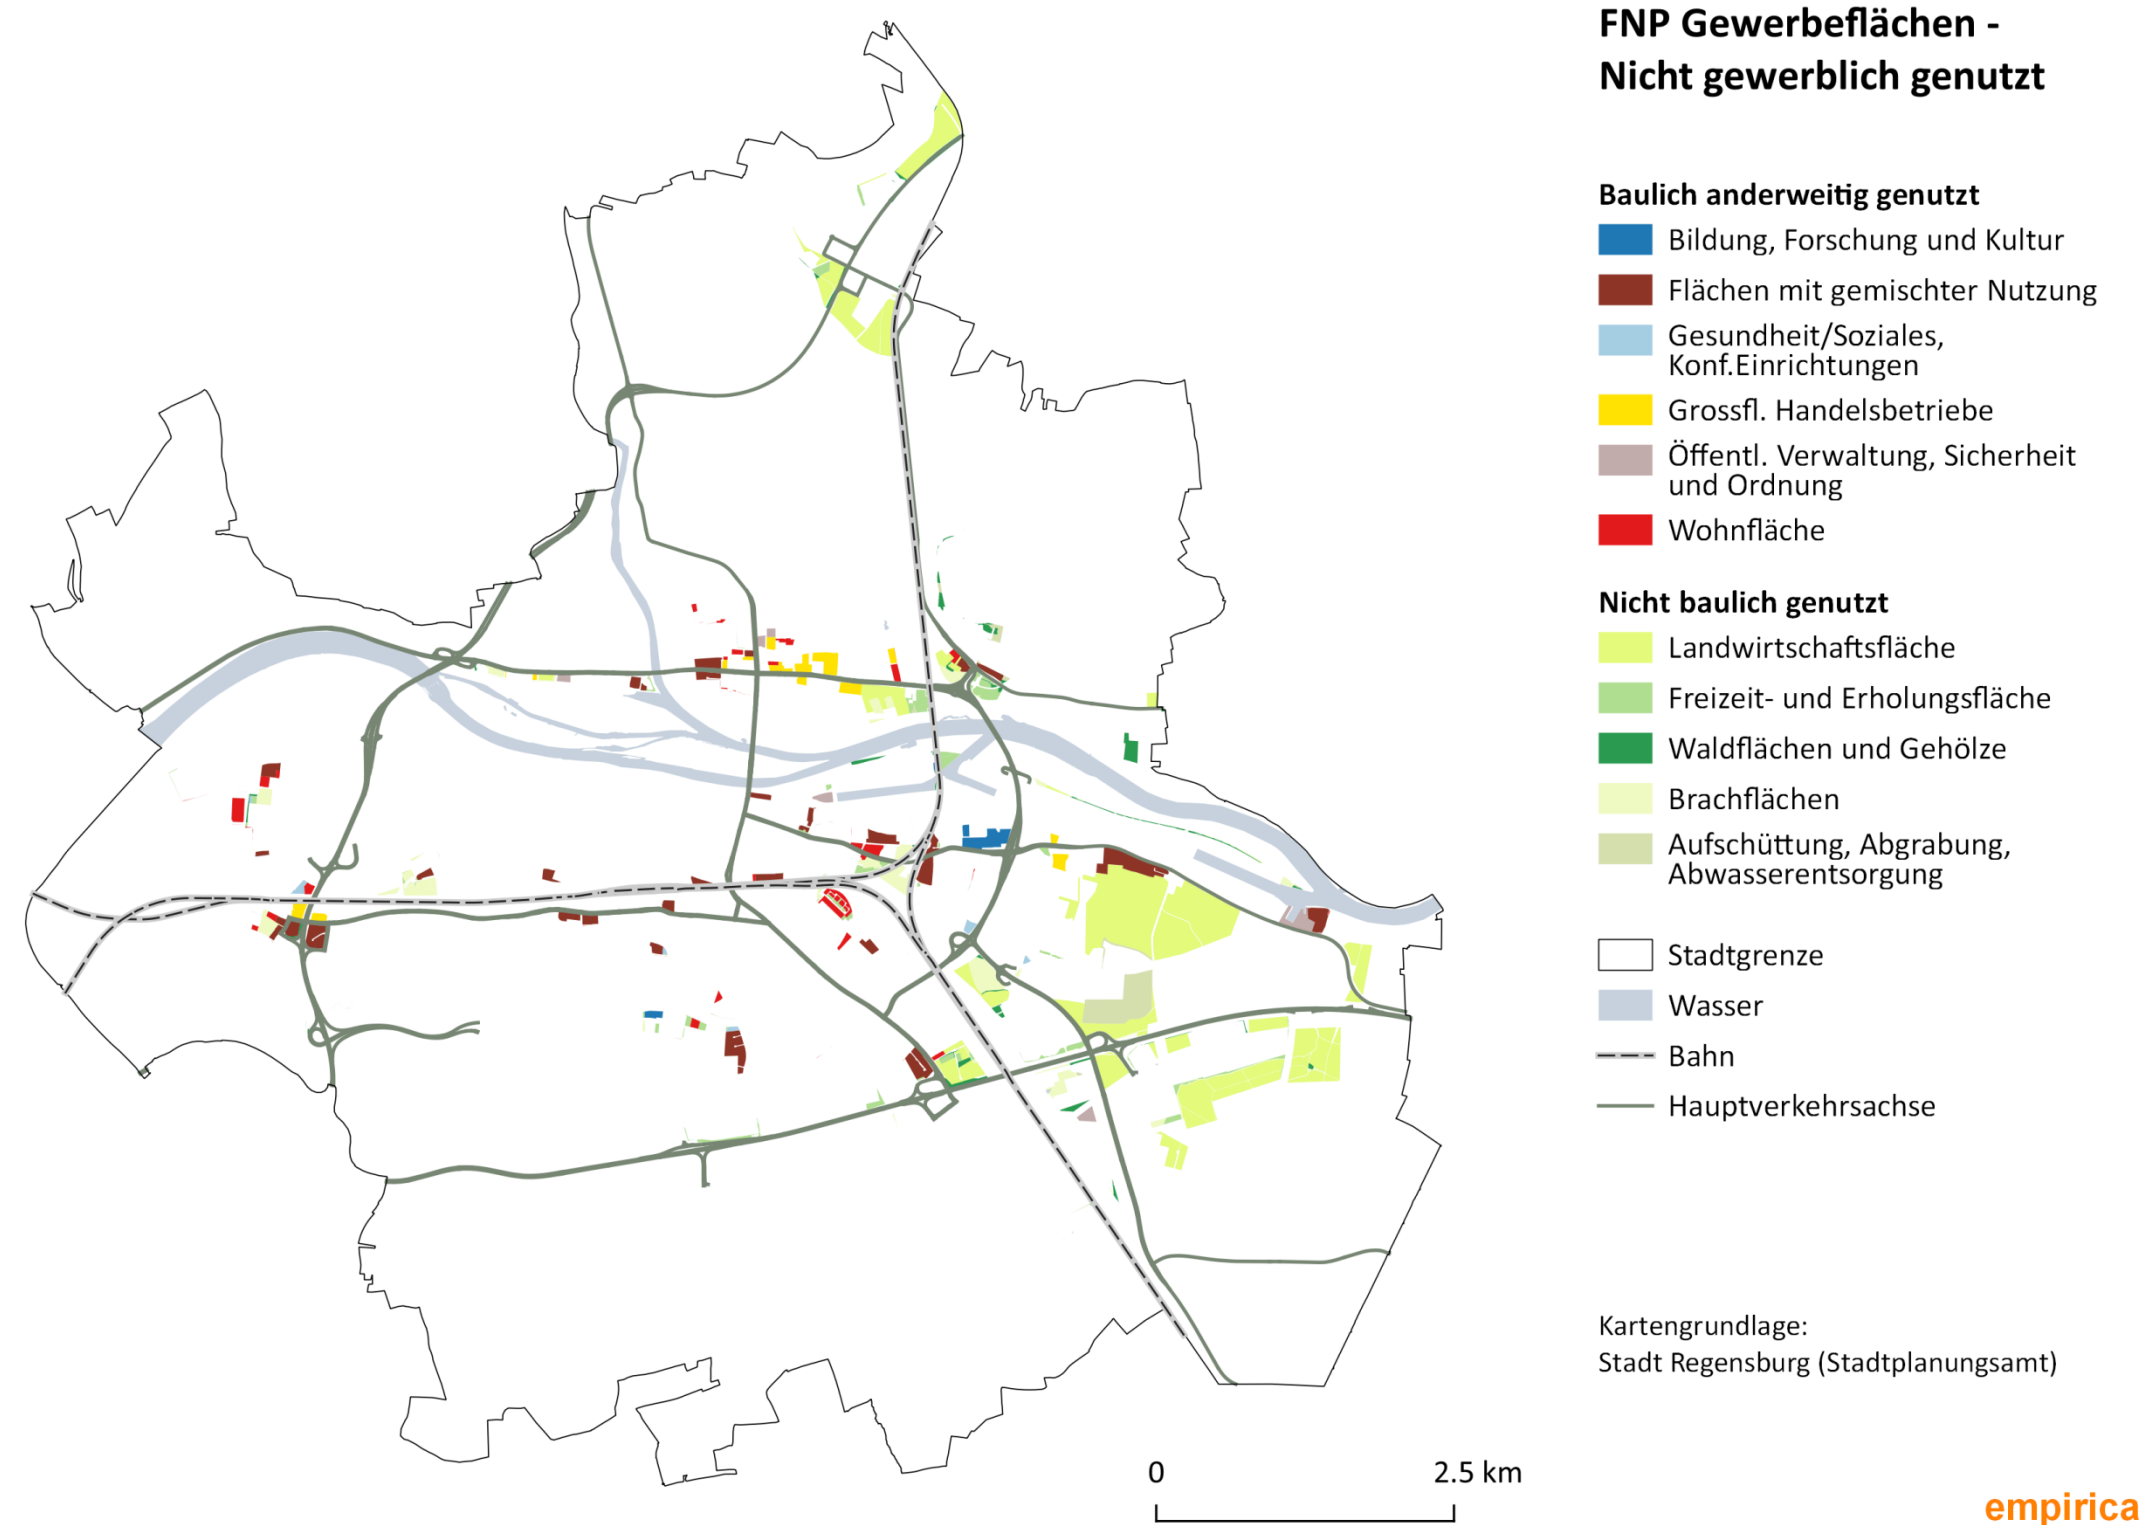 FNP Gewerbeflächen -
Nicht gewerblich genutzt
Baulich anderweitig genutzt
Bildung, Forschung und Kultur
Flächen mit gemischter Nutzung
Gesundheit/Soziales,
Konf.Einrichtungen
Grossfl. Handelsbetriebe
Öffentl. Verwaltung, Sicherheit
und Ordnung
Wohnfläche
Nicht baulich genutzt
Landwirtschaftsfläche
Freizeit- und Erholungsfläche
Waldflächen und Gehölze
Brachflächen
Aufschüttung, Abgrabung,
Abwasserentsorgung
Stadtgrenze
Wasser
Bahn
Hauptverkehrsachse
Kartengrundlage:
Stadt Regensburg (Stadtplanungsamt)
0 2.5 km
empirica